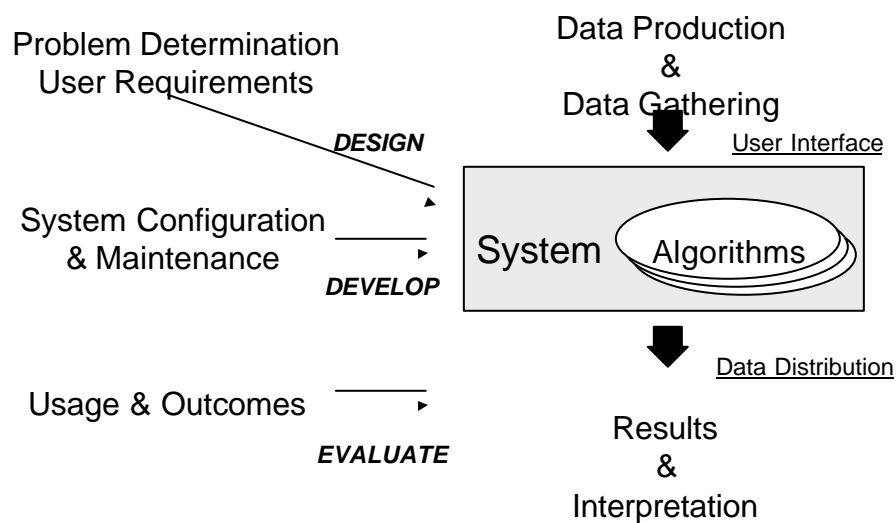 Problem Determination
User Requirements
DESIGN
System Configuration
& Maintenance
DEVELOP
Usage & Outcomes
EVALUATE
Data Production
&
Data Gathering
User Interface
System
Algorithms
Data Distribution
Results
&
Interpretation